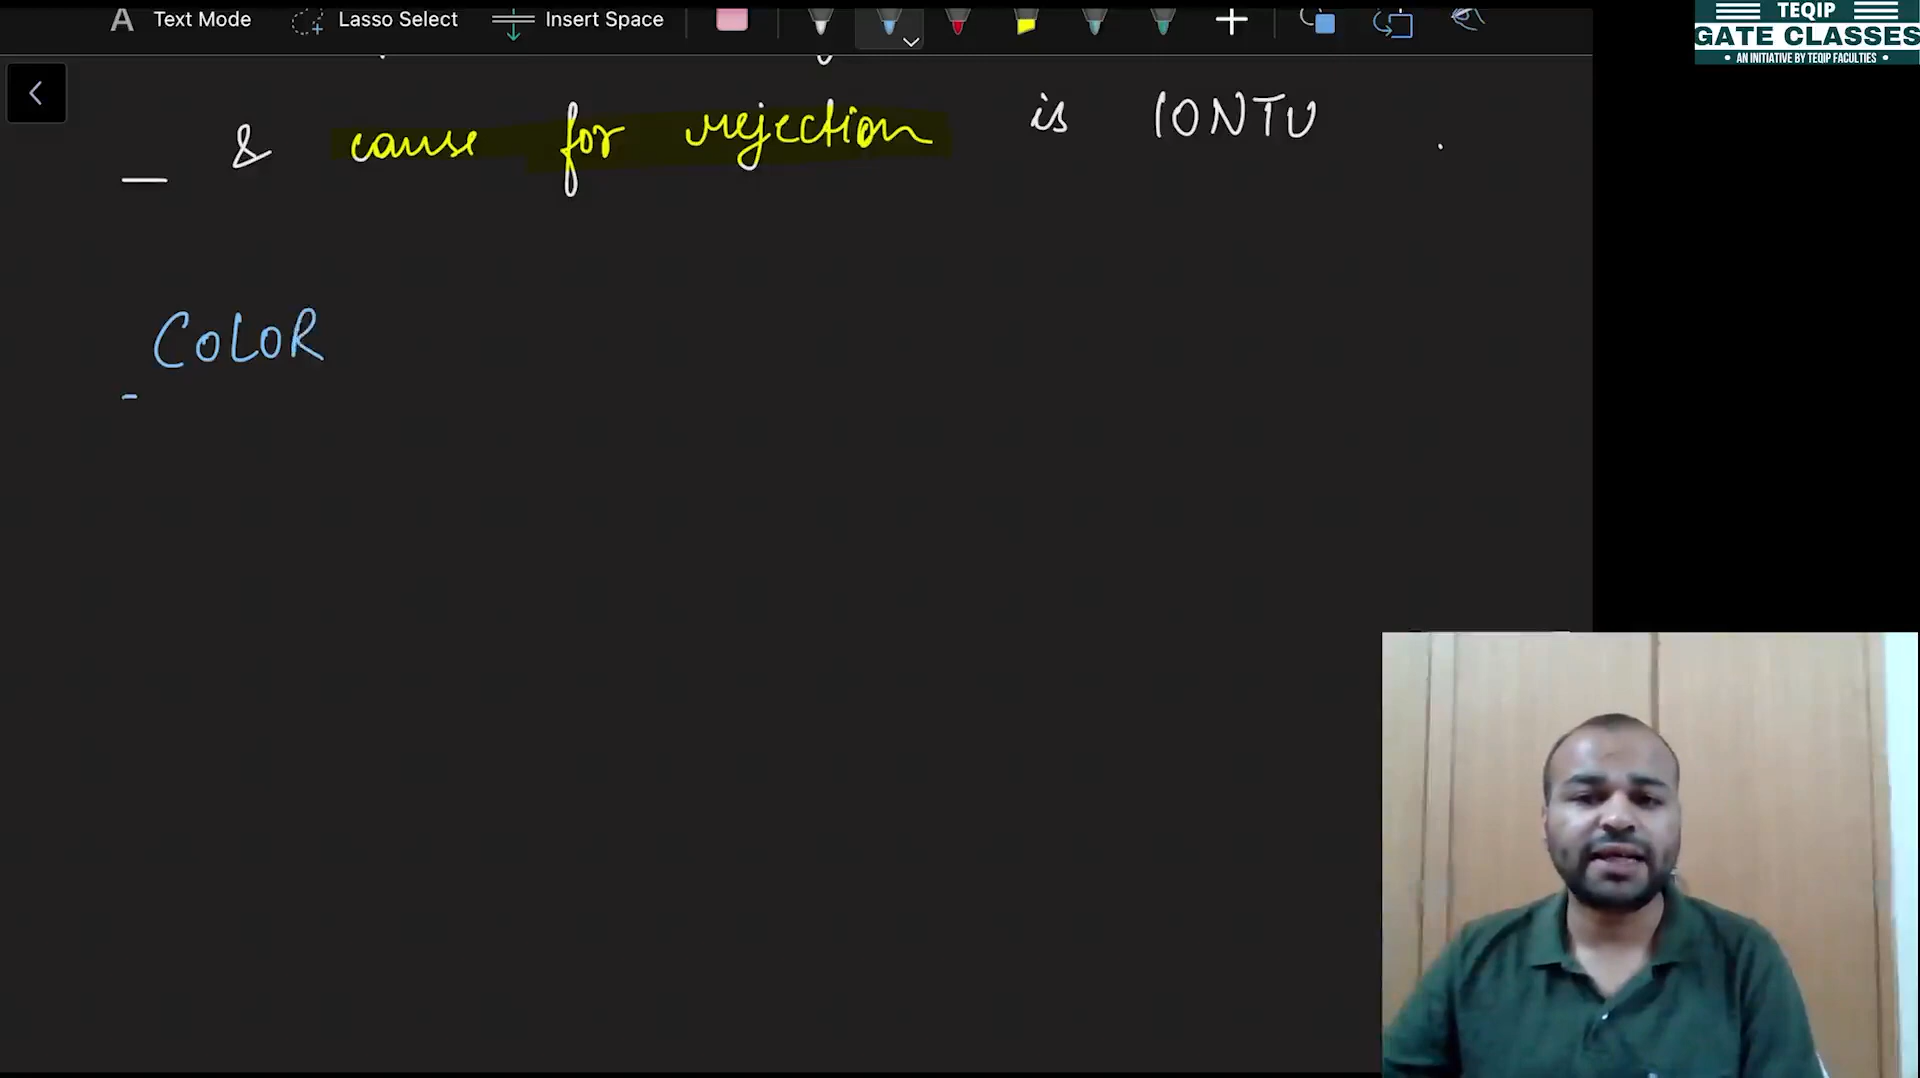 A Text Mode Lasso Select Insert Space
TEQIP
GATE CLASSES
• AN INITIATIVE BY TEQIP FACULTIES •
& cause for rejection is 10NTU .
COLOR
-